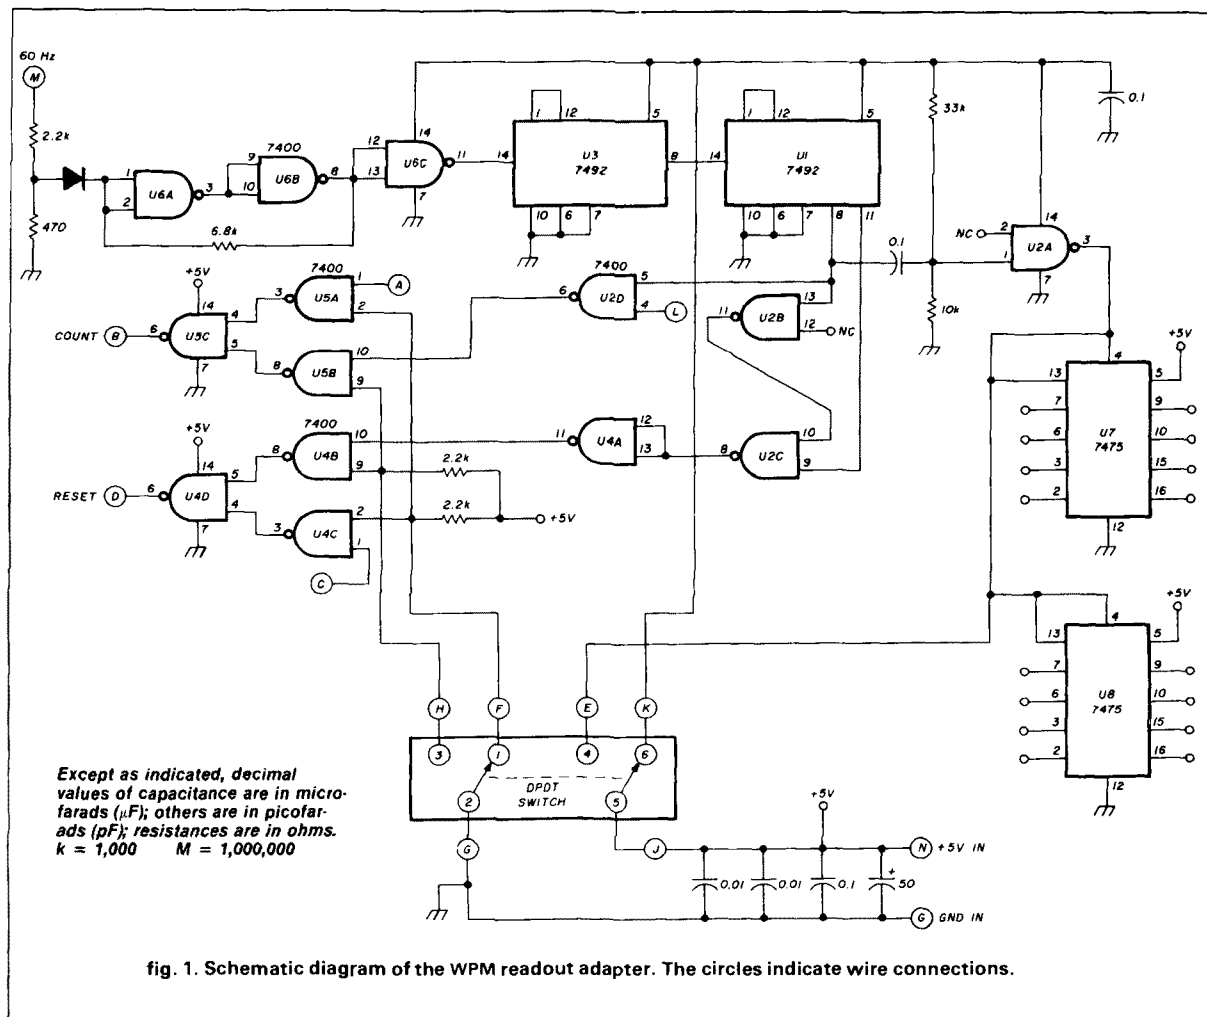 60 Hz
M
2.2k
470
1
2
U6A
3
7400
9
10
U6B
8
6.8k
12
13
14
U6C
11
7
14
1
12
5
U3
7492
8
10
6
7
14
1
12
5
U1
7492
10
6
7
8
11
33k
0.1
0.1
10k
NC
2
1
14
U2A
3
7
+5V
14
COUNT
B
6
U5C
4
5
7
7400
3
U5A
1
2
A
8
U5B
10
9
7400
6
U2D
5
4
L
11
U2B
13
12
NC
+5V
14
RESET
D
6
U4D
5
4
7
7400
8
U4B
10
9
3
U4C
2
1
C
11
U4A
12
13
8
U2C
10
9
2.2k
2.2k
+5V
+5V
4
13
5
7
9
6
U7
7475
10
3
15
2
16
12
+5V
4
13
5
7
9
6
U8
7475
10
3
15
2
16
12
H
F
E
K
3
1
4
6
2
5
DPDT
SWITCH
G
J
+5V
N
+5V IN
0.01
0.01
0.1
+
50
G
GND IN
Except as indicated, decimal
values of capacitance are in micro-
farads (μF); others are in picofar-
ads (pF); resistances are in ohms.
k = 1,000 M = 1,000,000
fig. 1. Schematic diagram of the WPM readout adapter. The circles indicate wire connections.